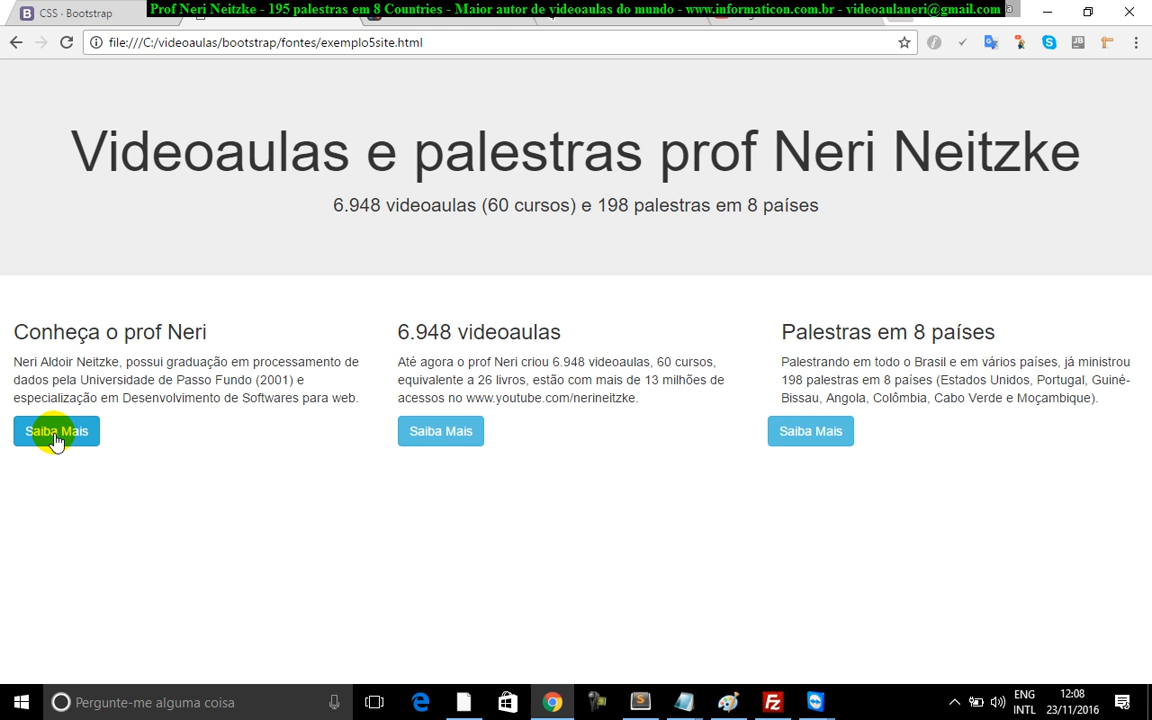 CSS · Bootstrap
Prof Neri Neitzke - 195 palestras em 8 Countries - Maior autor de videoaulas do mundo - www.informaticon.com.br - videoaulaneri@gmail.com
file:///C:/videoaulas/bootstrap/fontes/exemplo5site.html
Videoaulas e palestras prof Neri Neitzke
6.948 videoaulas (60 cursos) e 198 palestras em 8 países
Conheça o prof Neri
Neri Aldoir Neitzke, possui graduação em processamento de
dados pela Universidade de Passo Fundo (2001) e
especialização em Desenvolvimento de Softwares para web.
Saiba Mais
6.948 videoaulas
Até agora o prof Neri criou 6.948 videoaulas, 60 cursos,
equivalente a 26 livros, estão com mais de 13 milhões de
acessos no www.youtube.com/nerineitzke.
Saiba Mais
Palestras em 8 países
Palestrando em todo o Brasil e em vários países, já ministrou
198 palestras em 8 países (Estados Unidos, Portugal, Guiné-
Bissau, Angola, Colômbia, Cabo Verde e Moçambique).
Saiba Mais
Pergunte-me alguma coisa
ENG
INTL
12:08
23/11/2016